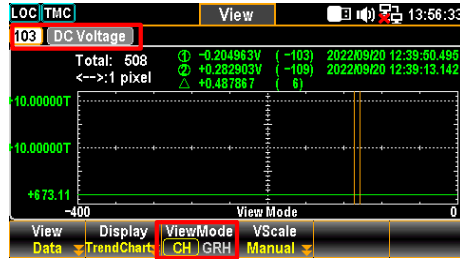 LOC TMC View 13:56:33
103 DC Voltage
Total: 508 ① -0.204963V ( -103) 2022/09/20 12:39:50.495
<-->:1 pixel ② +0.282903V ( -109) 2022/09/20 12:39:13.142
△ +0.487867 ( 6)
+10.00000T
+10.00000T
+673.11
-400 View Mode 0
View Display ViewMode VScale
Data TrendChart CH GRH Manual